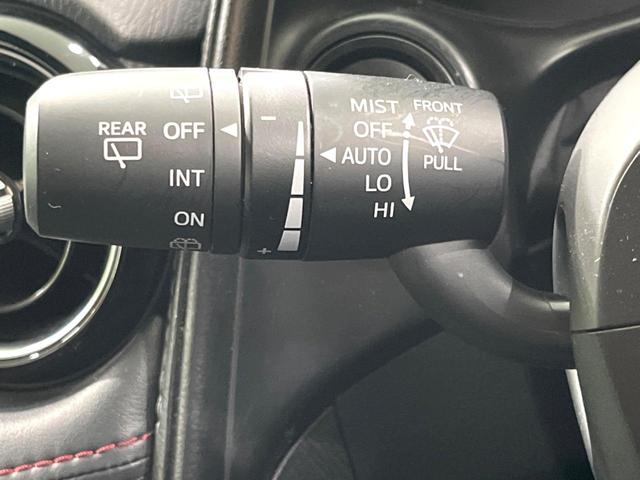 REAR
OFF
INT
ON
−
+
MIST
OFF
AUTO
LO
HI
FRONT
PULL